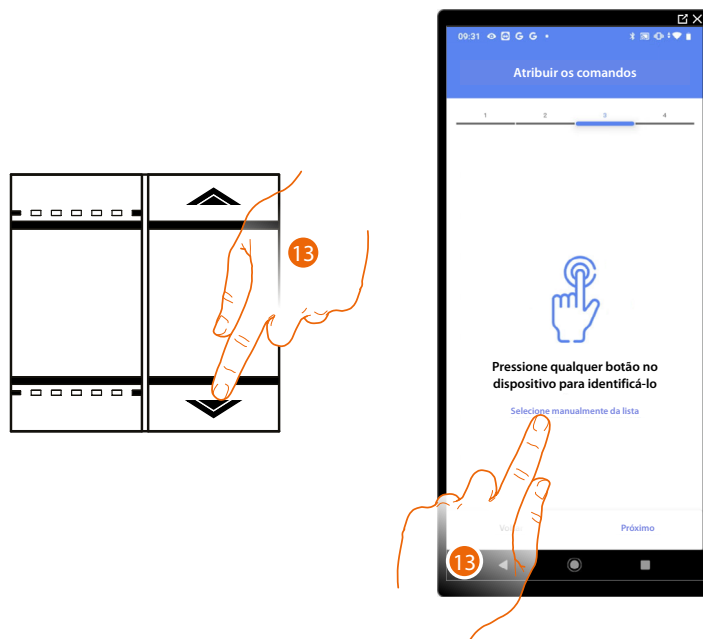 09:31 G G
Atribuir os comandos
1 2 3 4
13
Pressione qualquer botão no
dispositivo para identificá-lo
Selecione manualmente da lista
Próximo
13